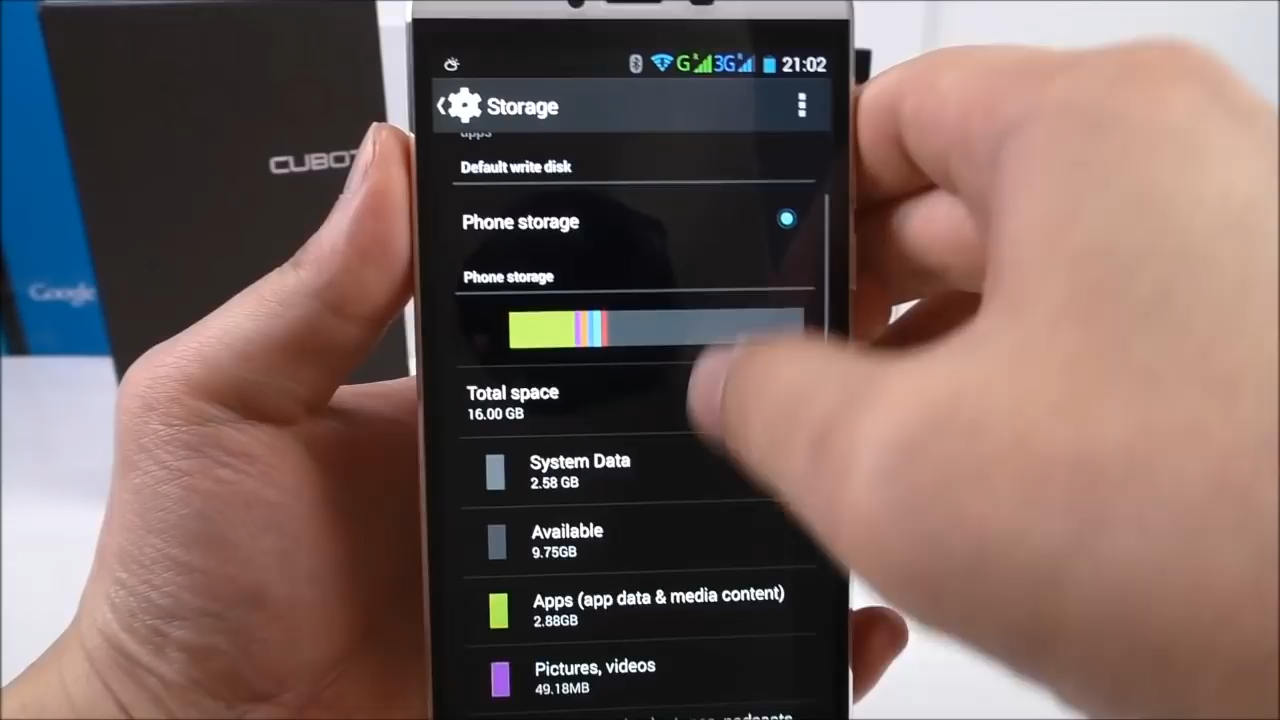 CUBOT
Google
G 3G 21:02
Storage
apps
Default write disk
Phone storage
Phone storage
Total space
16.00 GB
System Data
2.58 GB
Available
9.75GB
Apps (app data & media content)
2.88GB
Pictures, videos
49.18MB